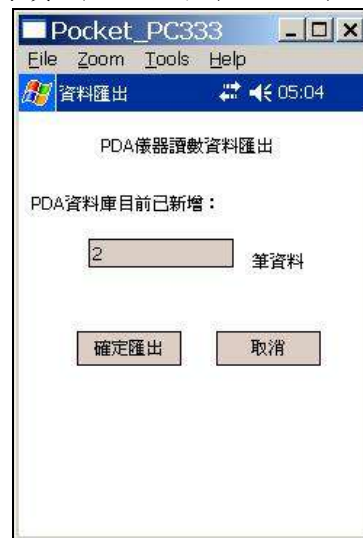 Pocket_PC333
File Zoom Tools Help
資料匯出 05:04
PDA儀器讀數資料匯出
PDA資料庫目前已新增：
2 筆資料
確定匯出 取消